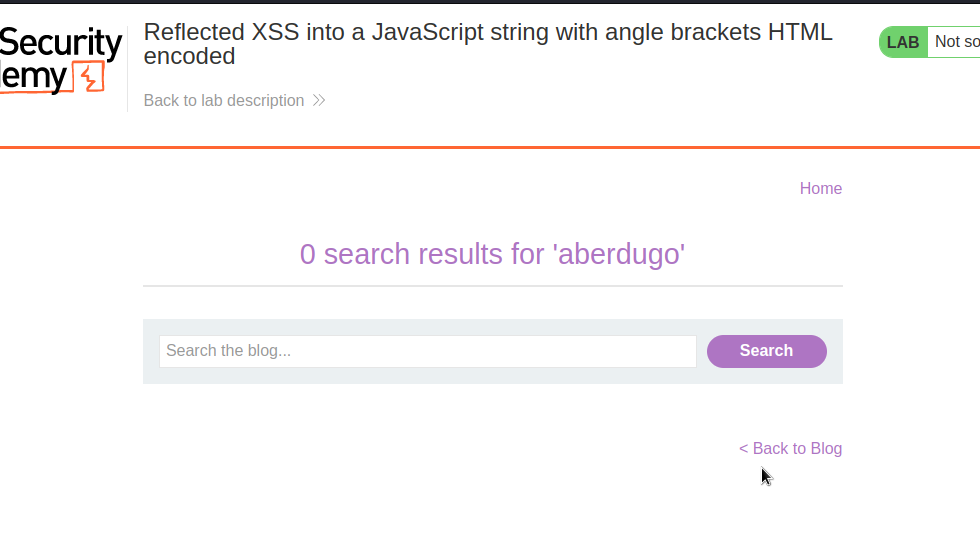 Security
Reflected XSS into a JavaScript string with angle brackets HTML
encoded
LAB
Not so
emy
Back to lab description
Home
0 search results for 'aberdugo'
Search the blog...
Search
< Back to Blog